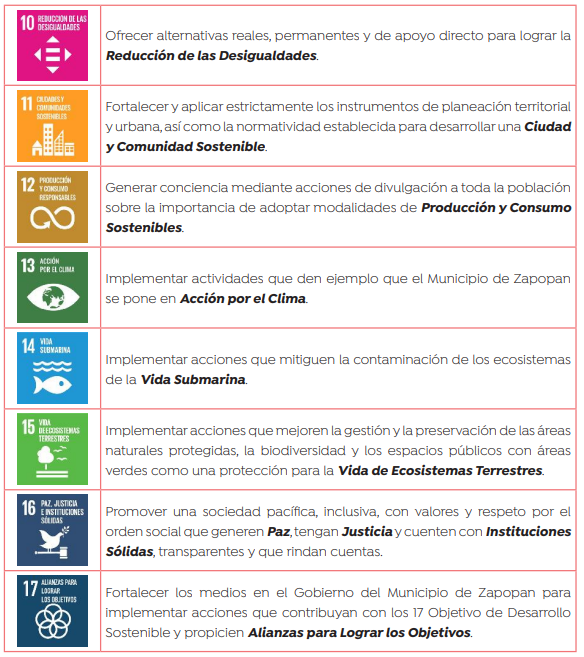 10 REDUCCIÓN DE LAS
DESIGUALDADES
Ofrecer alternativas reales, permanentes y de apoyo directo para lograr la
Reducción de las Desigualdades.
11 CIUDADES Y
COMUNIDADES
SOSTENIBLES
Fortalecer y aplicar estrictamente los instrumentos de planeación territorial
y urbana, así como la normatividad establecida para desarrollar una Ciudad
y Comunidad Sostenible.
12 PRODUCCIÓN
Y CONSUMO
RESPONSABLES
Generar conciencia mediante acciones de divulgación a toda la población
sobre la importancia de adoptar modalidades de Producción y Consumo
Sostenibles.
13 ACCIÓN
POR EL CLIMA
Implementar actividades que den ejemplo que el Municipio de Zapopan
se pone en Acción por el Clima.
14 VIDA
SUBMARINA
Implementar acciones que mitiguen la contaminación de los ecosistemas
de la Vida Submarina.
15 VIDA
DE ECOSISTEMAS
TERRESTRES
Implementar acciones que mejoren la gestión y la preservación de las áreas
naturales protegidas, la biodiversidad y los espacios públicos con áreas
verdes como una protección para la Vida de Ecosistemas Terrestres.
16 PAZ, JUSTICIA
E INSTITUCIONES
SÓLIDAS
Promover una sociedad pacífica, inclusiva, con valores y respeto por el
orden social que generen Paz, tengan Justicia y cuenten con Instituciones
Sólidas, transparentes y que rindan cuentas.
17 ALIANZAS PARA
LOGRAR
LOS OBJETIVOS
Fortalecer los medios en el Gobierno del Municipio de Zapopan para
implementar acciones que contribuyan con los 17 Objetivo de Desarrollo
Sostenible y propicien Alianzas para Lograr los Objetivos.